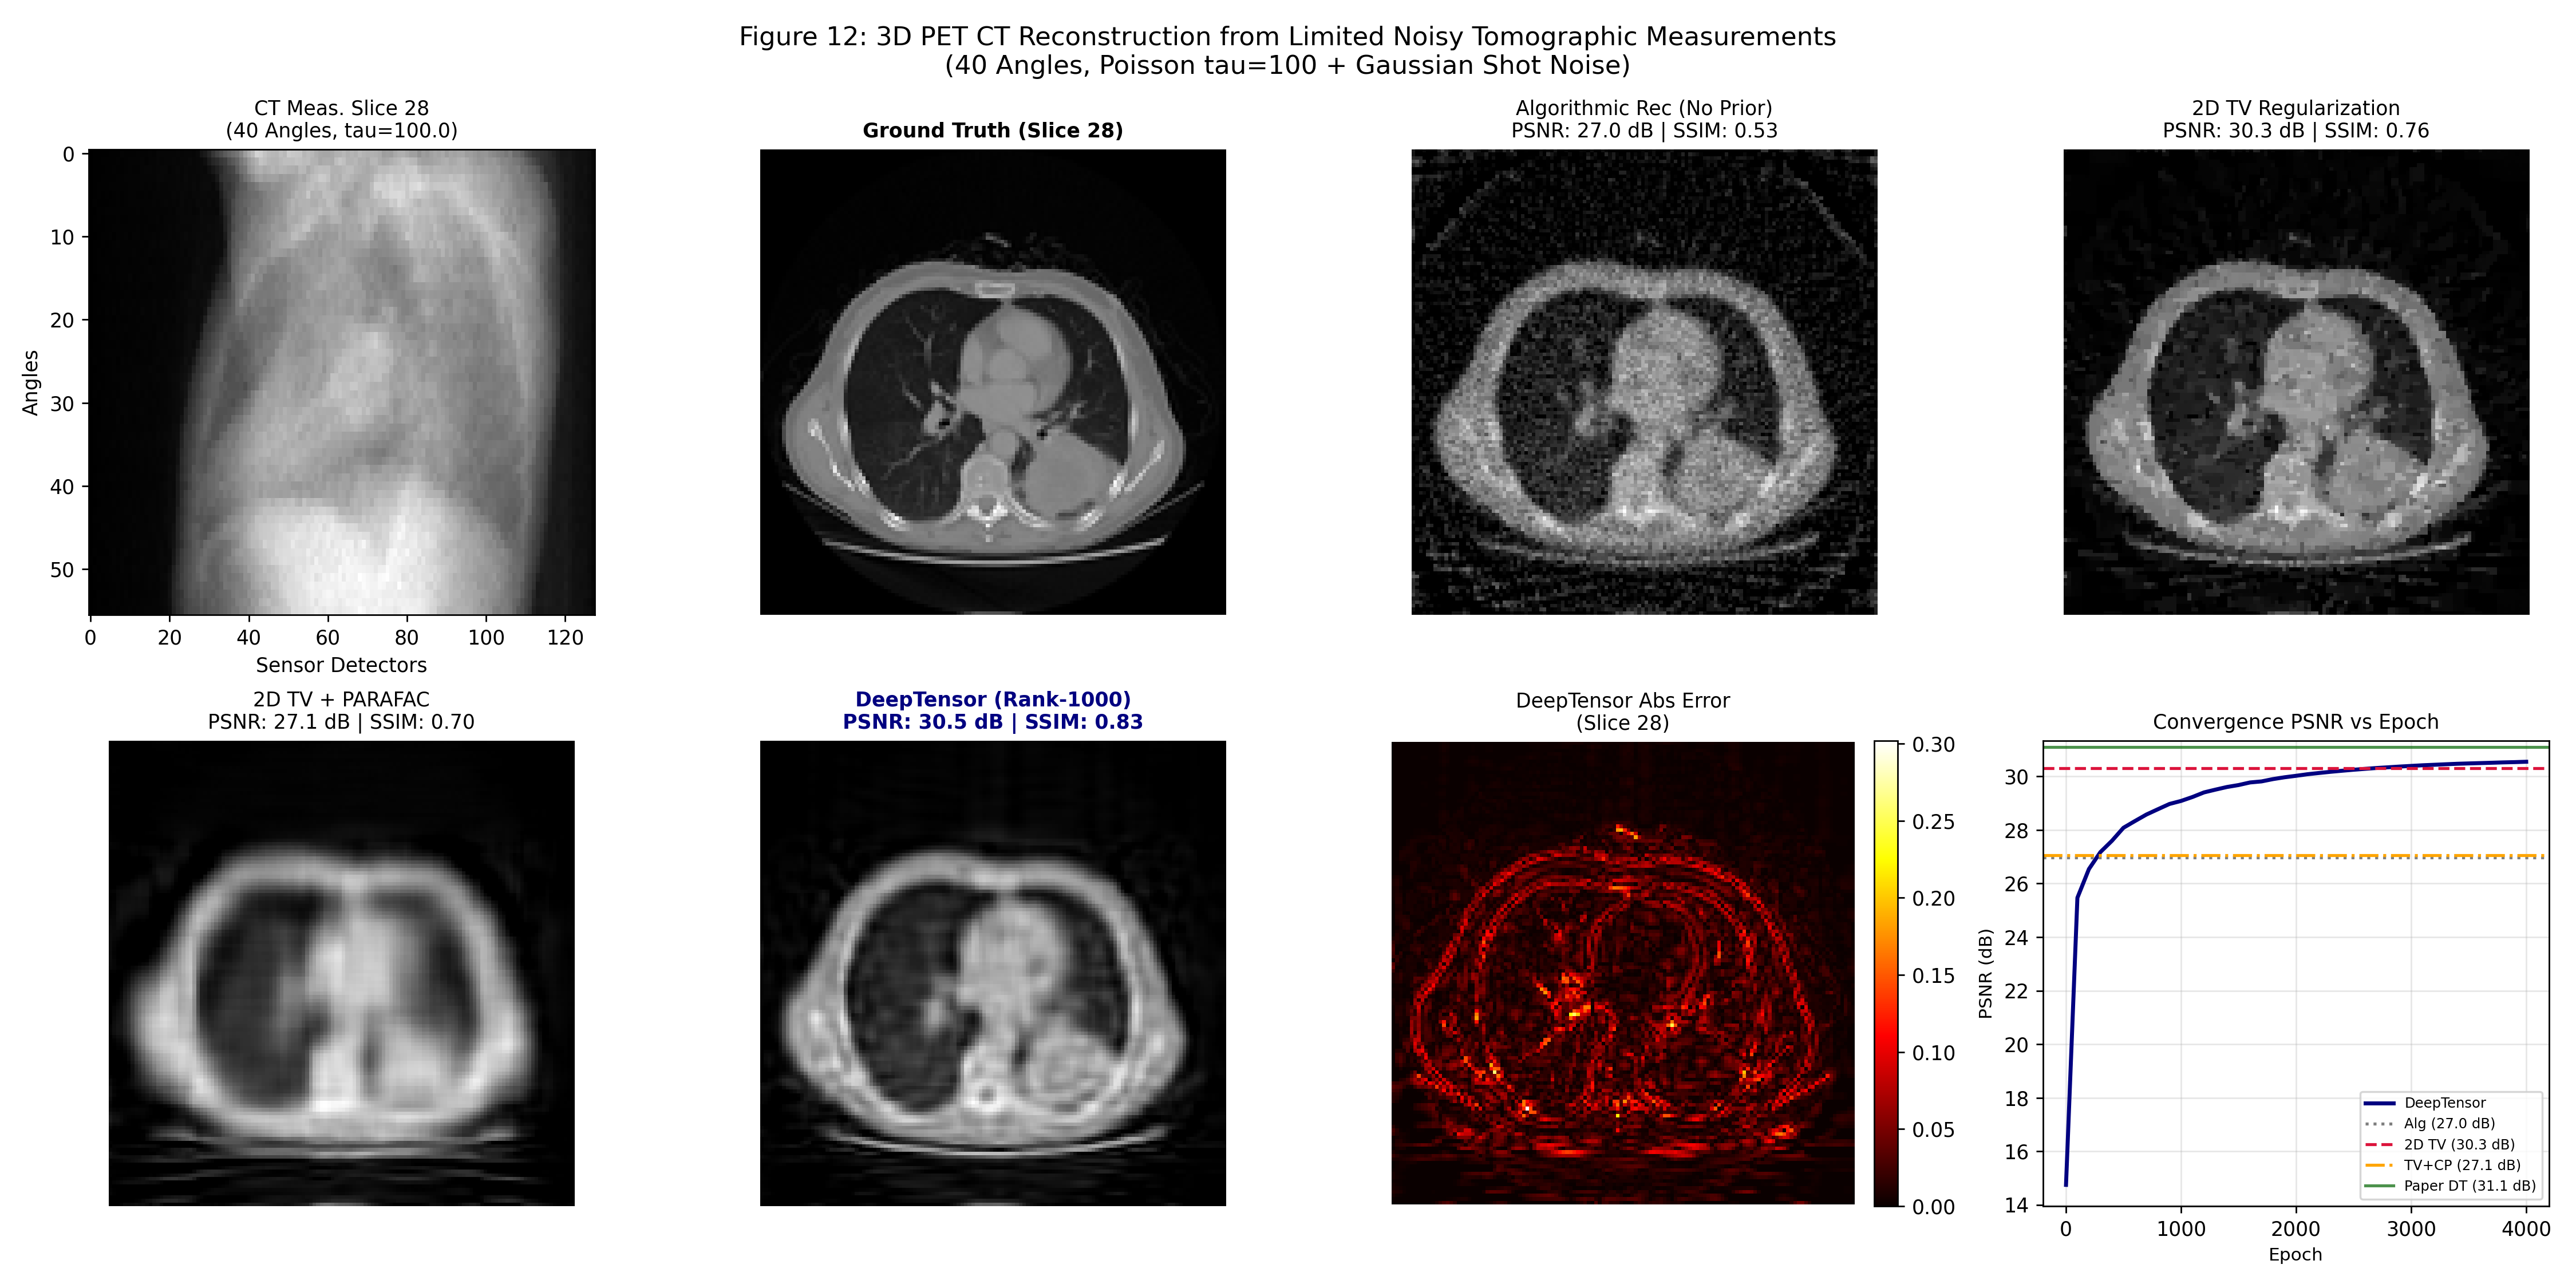 Figure 12: 3D PET CT Reconstruction from Limited Noisy Tomographic Measurements
(40 Angles, Poisson tau=100 + Gaussian Shot Noise)
CT Meas. Slice 28
(40 Angles, tau=100.0)
0
10
20
30
40
50
Angles
0 20 40 60 80 100 120
Sensor Detectors
Ground Truth (Slice 28)
Algorithmic Rec (No Prior)
PSNR: 27.0 dB | SSIM: 0.53
2D TV Regularization
PSNR: 30.3 dB | SSIM: 0.76
2D TV + PARAFAC
PSNR: 27.1 dB | SSIM: 0.70
DeepTensor (Rank-1000)
PSNR: 30.5 dB | SSIM: 0.83
DeepTensor Abs Error
(Slice 28)
0.30
0.25
0.20
0.15
0.10
0.05
0.00
Convergence PSNR vs Epoch
30
28
26
24
22
20
18
16
14
PSNR (dB)
DeepTensor
Alg (27.0 dB)
2D TV (30.3 dB)
TV+CP (27.1 dB)
Paper DT (31.1 dB)
0 1000 2000 3000 4000
Epoch